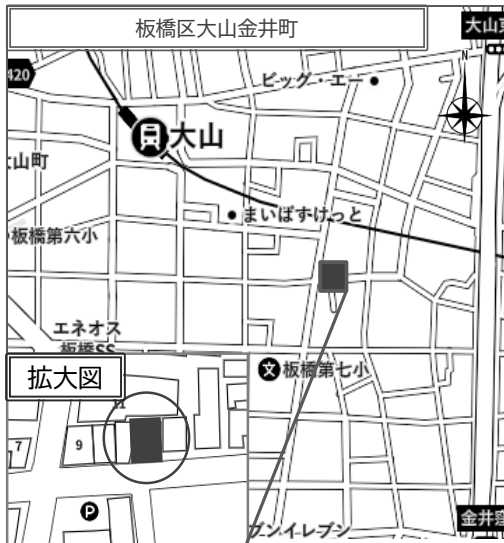 板橋区大山金井町
大山
420
ビッグ・エー
N
大山
山町
まいばすけっと
板橋第六小
エネオス
板橋SS
拡大図
文 板橋第七小
11
9
7
P
ブンイレブン
金井窪